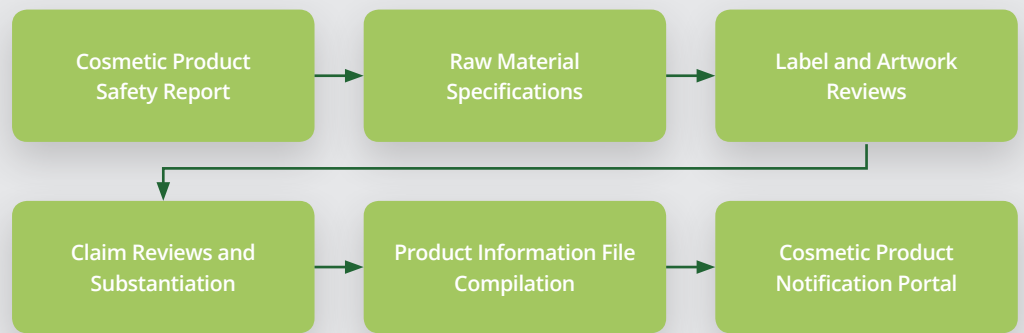 Cosmetic Product
Safety Report
Raw Material
Specifications
Label and Artwork
Reviews
Claim Reviews and
Substantiation
Product Information File
Compilation
Cosmetic Product
Notification Portal